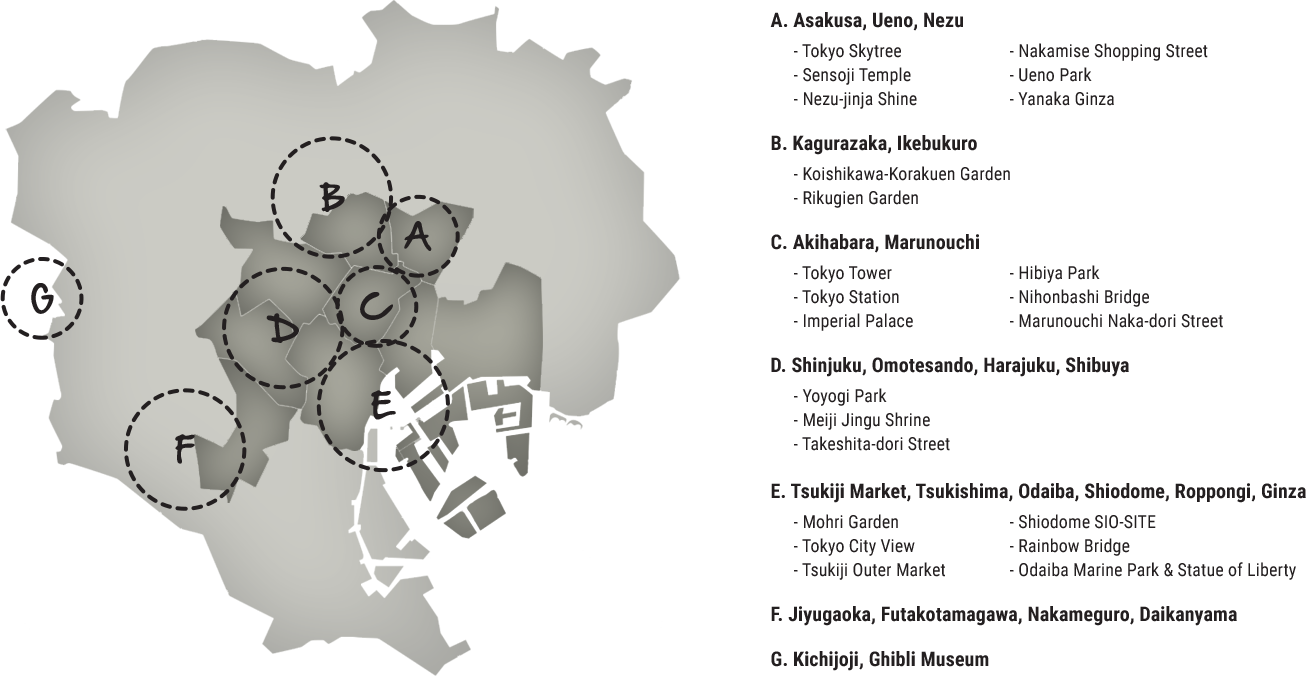 B
A
G
C
D
E
F
A. Asakusa, Ueno, Nezu
- Tokyo Skytree
- Nakamise Shopping Street
- Sensoji Temple
- Ueno Park
- Nezu-jinja Shine
- Yanaka Ginza
B. Kagurazaka, Ikebukuro
- Koishikawa-Korakuen Garden
- Rikugien Garden
C. Akihabara, Marunouchi
- Tokyo Tower
- Hibiya Park
- Tokyo Station
- Nihonbashi Bridge
- Imperial Palace
- Marunouchi Naka-dori Street
D. Shinjuku, Omotesando, Harajuku, Shibuya
- Yoyogi Park
- Meiji Jingu Shrine
- Takeshita-dori Street
E. Tsukiji Market, Tsukishima, Odaiba, Shiodome, Roppongi, Ginza
- Mohri Garden
- Shiodome SIO-SITE
- Tokyo City View
- Rainbow Bridge
- Tsukiji Outer Market
- Odaiba Marine Park & Statue of Liberty
F. Jiyugaoka, Futakotamagawa, Nakameguro, Daikanyama
G. Kichijoji, Ghibli Museum